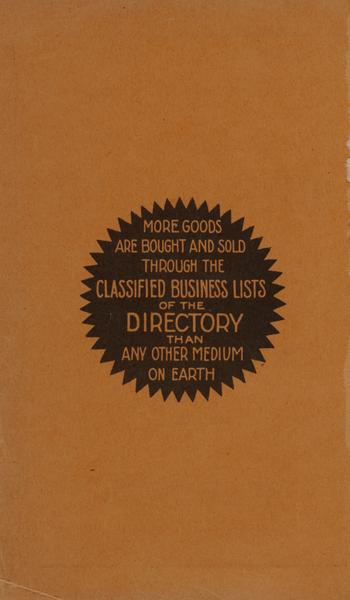 MORE GOODS
ARE BOUGHT AND SOLD
THROUGH THE
CLASSIFIED BUSINESS LISTS
OF THE
DIRECTORY
THAN
ANY OTHER MEDIUM
ON EARTH